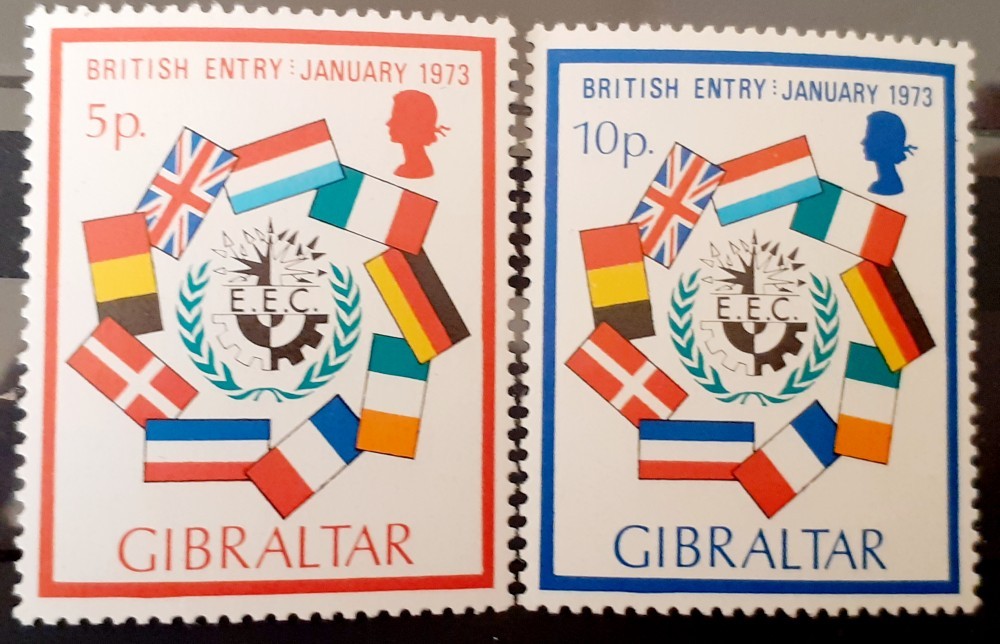 BRITISH ENTRY : JANUARY 1973
5p.
E.E.C.
GIBRALTAR
BRITISH ENTRY : JANUARY 1973
10p.
E.E.C.
GIBRALTAR